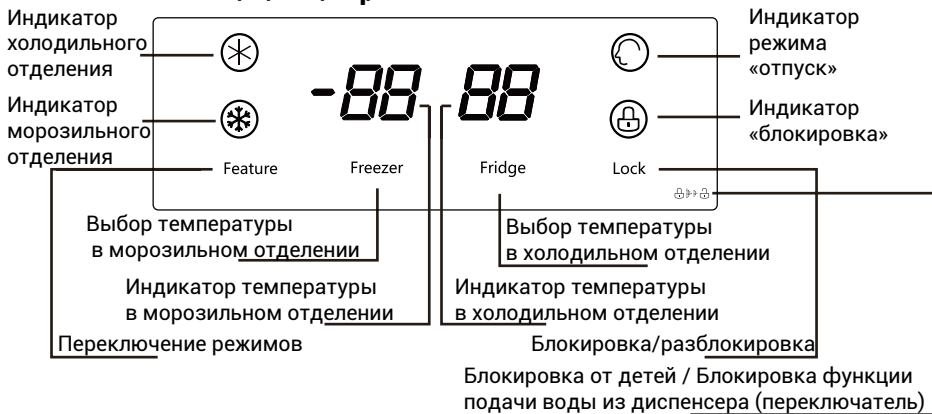 Индикатор
холодильного
отделения
Индикатор
морозильного
отделения
-88 88
Feature Freezer Fridge Lock
Индикатор
режима
«отпуск»
Индикатор
«блокировка»
Выбор температуры
в морозильном отделении
Выбор температуры
в холодильном отделении
Индикатор температуры
в морозильном отделении
Индикатор температуры
в холодильном отделении
Переключение режимов
Блокировка/разблокировка
Блокировка от детей / Блокировка функции
подачи воды из диспенсера (переключатель)